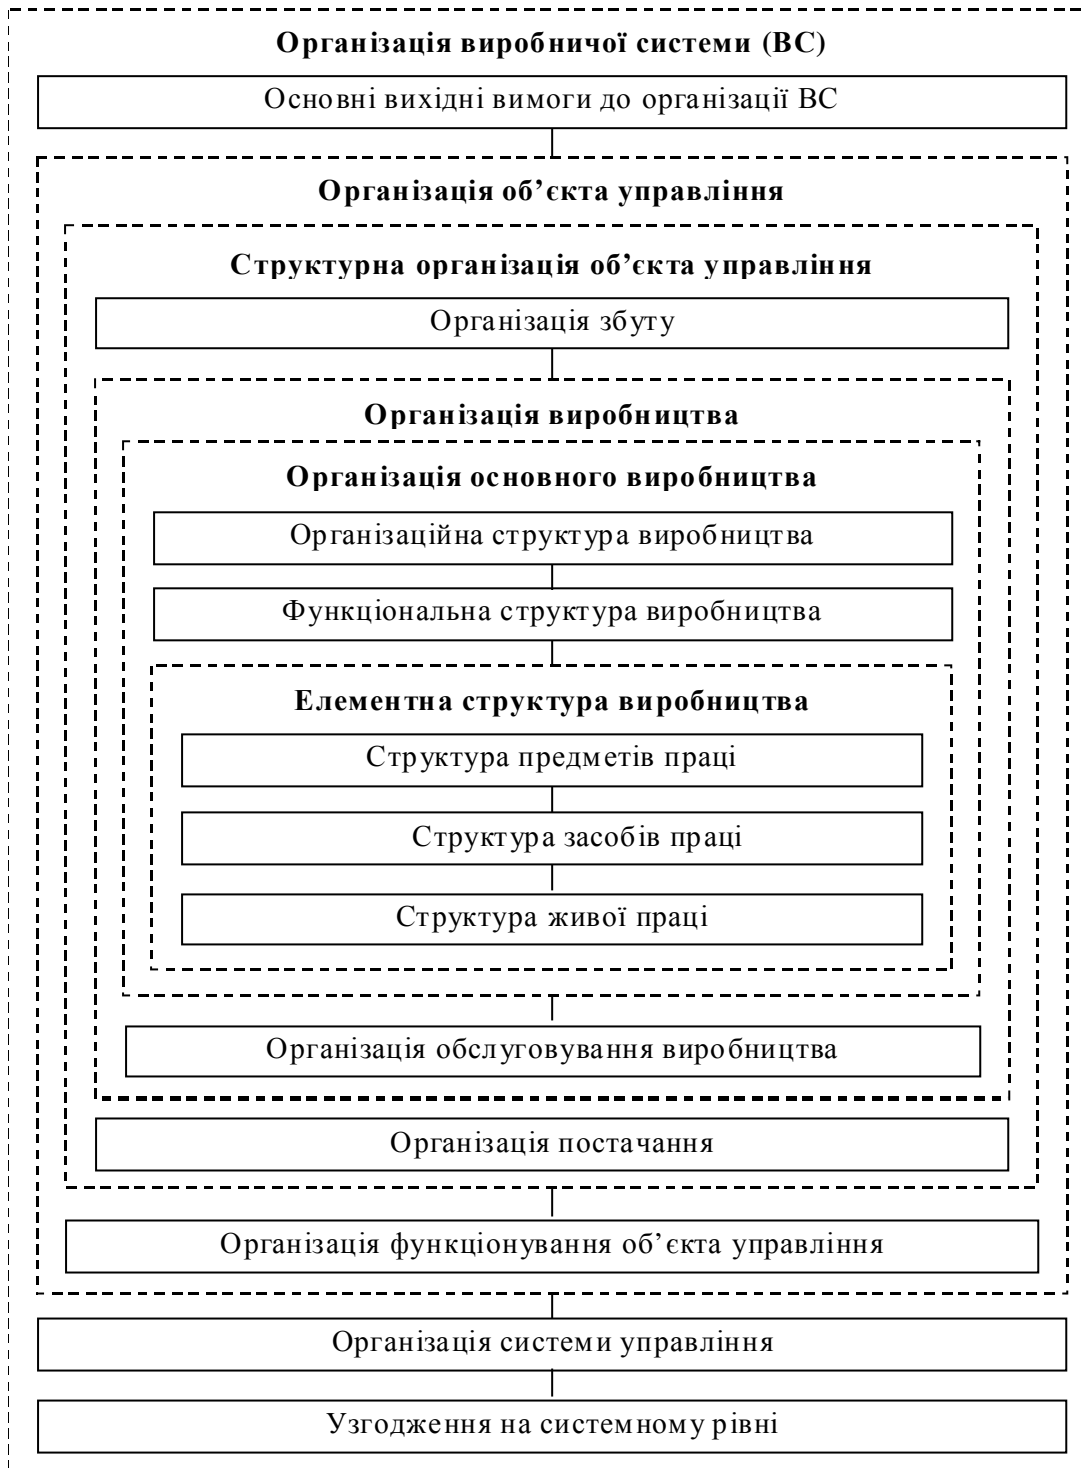 Організація виробничої системи (ВС)
Основні вихідні вимоги до організації ВС
Організація об’єкта управління
Структурна організація об’єкта управління
Організація збуту
Організація виробництва
Організація основного виробництва
Організаційна структура виробництва
Функціональна структура виробництва
Елементна структура виробництва
Структура предметів праці
Структура засобів праці
Структура живої праці
Організація обслуговування виробництва
Організація постачання
Організація функціонування об’єкта управління
Організація системи управління
Узгодження на системному рівні